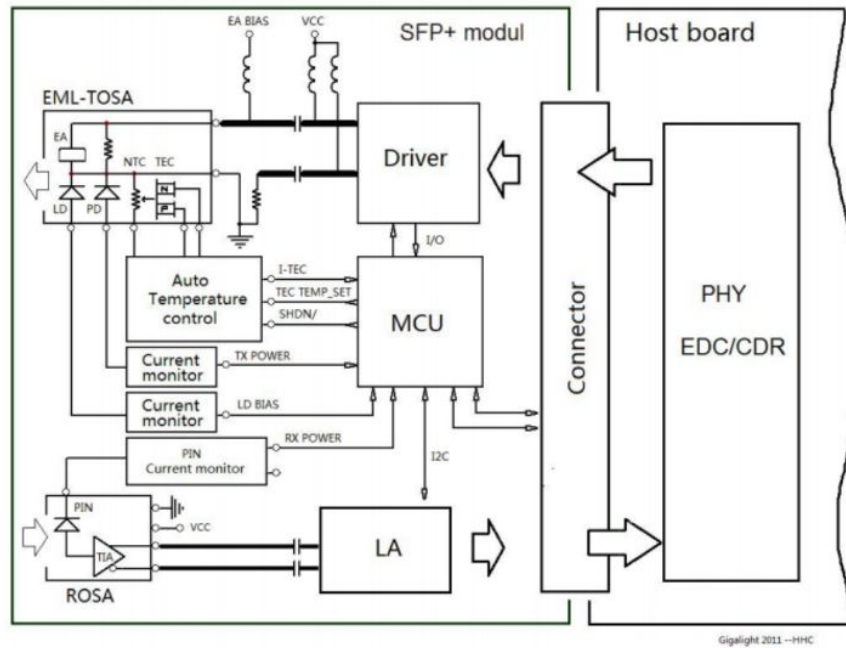 EA BIAS
VCC
SFP+ modul
Host board
EML-TOSA
EA
NTC TEC
N
P
LD
PD
Driver
I/O
Auto
Temperature
control
I-TEC
TEC TEMP_SET
SHDN/
MCU
Connector
PHY
EDC/CDR
Current
monitor
TX POWER
Current
monitor
LD BIAS
PIN
Current monitor
RX POWER
I2C
PIN
VCC
TIA
ROSA
LA
Gigalight 2011 --HHC